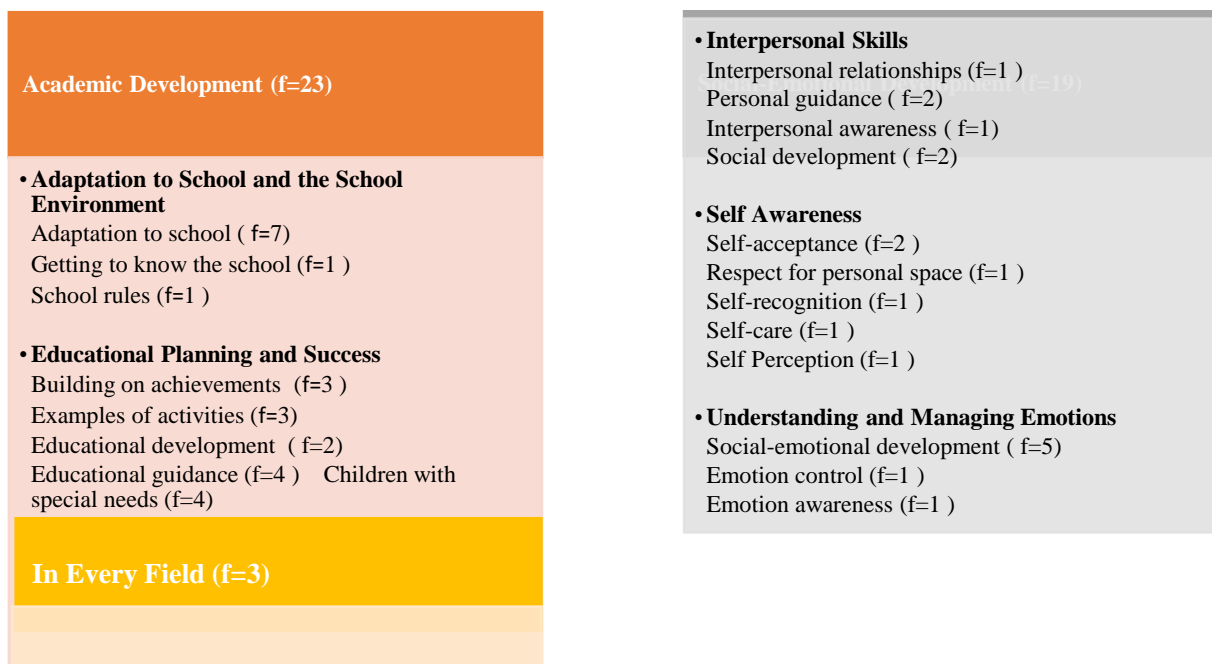 Academic Development (f=23)
• Adaptation to School and the School
Environment
Adaptation to school ( f=7)
Getting to know the school (f=1 )
School rules (f=1 )
• Educational Planning and Success
Building on achievements  (f=3 )
Examples of activities (f=3)
Educational development  ( f=2)
Educational guidance (f=4 )   Children with
special needs (f=4)
In Every Field (f=3)
Social-Emotional Development (f=19)
• Interpersonal Skills
Interpersonal relationships (f=1 )
Personal guidance ( f=2)
Interpersonal awareness ( f=1)
Social development ( f=2)
• Self Awareness
Self-acceptance (f=2 )
Respect for personal space (f=1 )
Self-recognition (f=1 )
Self-care (f=1 )
Self Perception (f=1 )
• Understanding and Managing Emotions
Social-emotional development ( f=5)
Emotion control (f=1 )
Emotion awareness (f=1 )